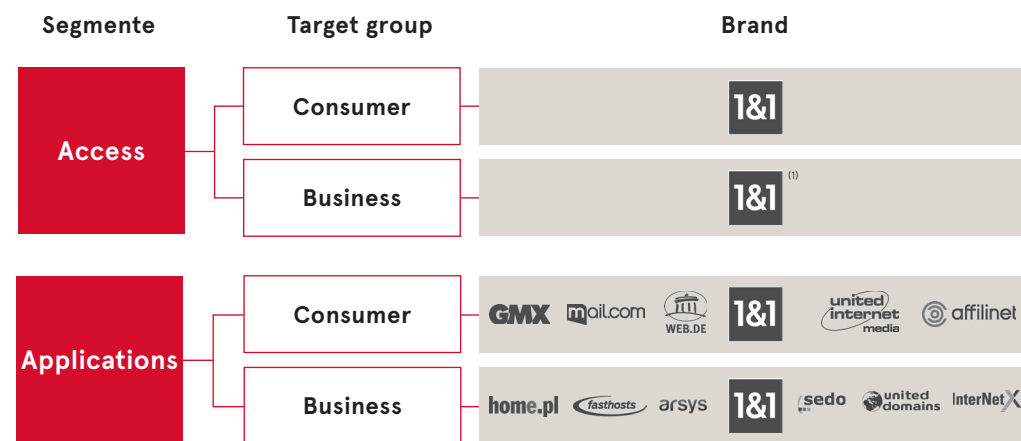 Segmente Target group Brand
Access
Consumer
1&1
Business
1&1 (1)
Applications
Consumer
GMX mail.com WEB.DE 1&1 united internet media affilinet
Business
home.pl fasthosts arsys 1&1 sedo united domains InterNetX